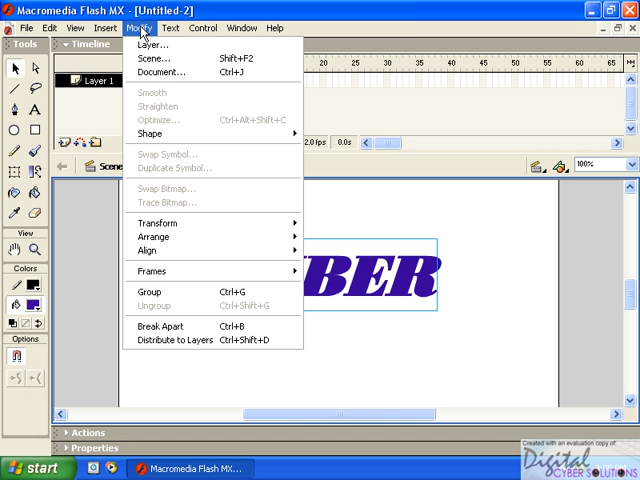 Macromedia Flash MX - [Untitled-2]
File Edit View Insert Modify Text Control Window Help
Tools
Timeline
Layer...
Scene... Shift+F2
Document... Ctrl+J
Smooth
Straighten
Optimize... Ctrl+Alt+Shift+C
Shape
Swap Symbol...
Duplicate Symbol...
Swap Bitmap...
Trace Bitmap...
Transform
Arrange
Align
Frames
Group Ctrl+G
Ungroup Ctrl+Shift+G
Break Apart Ctrl+B
Distribute to Layers Ctrl+Shift+D
30 35 40 45 50 55 60 65
Layer 1
2.0 fps 0.0s
Scene
100%
View
Colors
Options
BER
Actions
Properties
Created with an evaluation copy of
Digital
CYBER SOLUTIONS
start
Macromedia Flash MX...